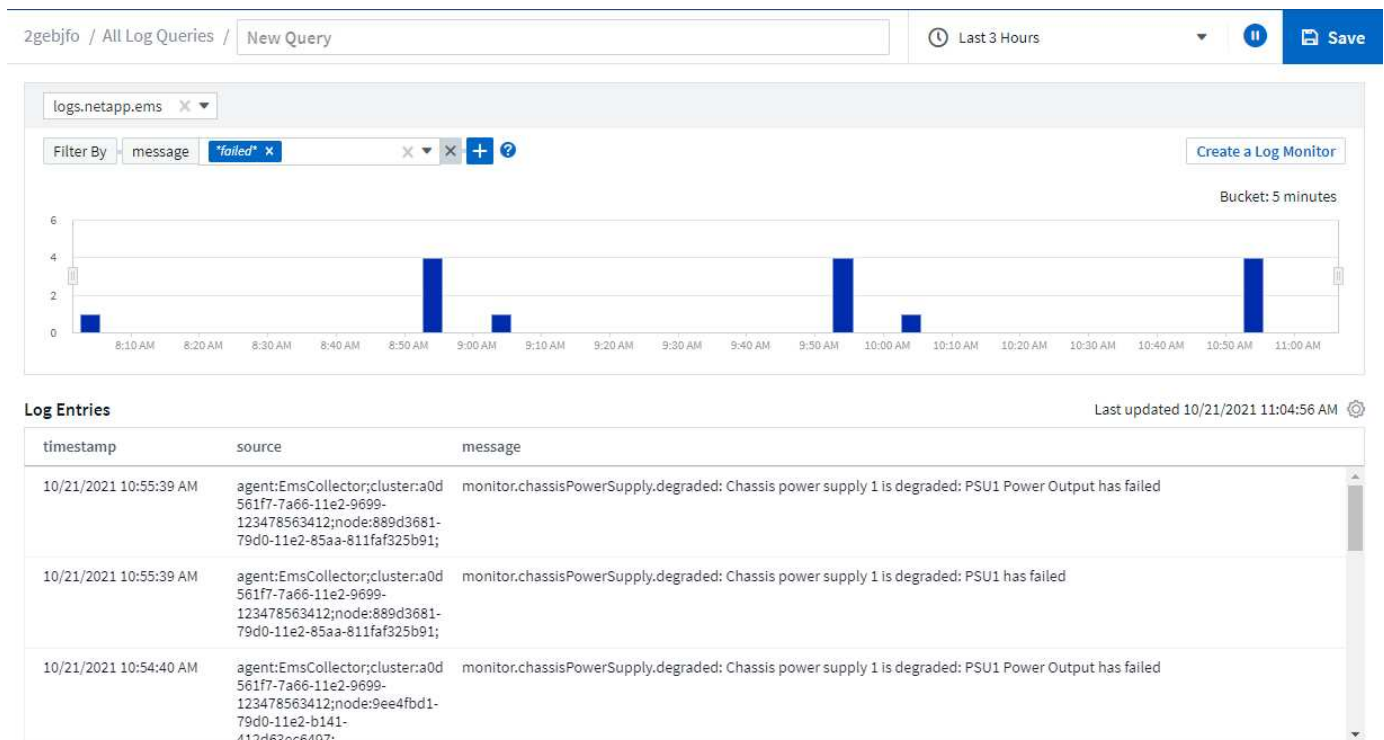 2gebjfo / All Log Queries / New Query Last 3 Hours Save
logs.netapp.ems
Filter By message *failed* Create a Log Monitor
Bucket: 5 minutes
6
4
2
0
8:10 AM 8:20 AM 8:30 AM 8:40 AM 8:50 AM 9:00 AM 9:10 AM 9:20 AM 9:30 AM 9:40 AM 9:50 AM 10:00 AM 10:10 AM 10:20 AM 10:30 AM 10:40 AM 10:50 AM 11:00 AM
Log Entries Last updated 10/21/2021 11:04:56 AM
timestamp source message
10/21/2021 10:55:39 AM agent:EmsCollector;cluster:a0d monitor.chassisPowerSupply.degraded: Chassis power supply 1 is degraded: PSU1 Power Output has failed
561f7-7a66-11e2-9699-
123478563412;node:889d3681-
79d0-11e2-85aa-811faf325b91;
10/21/2021 10:55:39 AM agent:EmsCollector;cluster:a0d monitor.chassisPowerSupply.degraded: Chassis power supply 1 is degraded: PSU1 has failed
561f7-7a66-11e2-9699-
123478563412;node:889d3681-
79d0-11e2-85aa-811faf325b91;
10/21/2021 10:54:40 AM agent:EmsCollector;cluster:a0d monitor.chassisPowerSupply.degraded: Chassis power supply 1 is degraded: PSU1 Power Output has failed
561f7-7a66-11e2-9699-
123478563412;node:9ee4fbd1-
79d0-11e2-b141-
412d63ec6497;